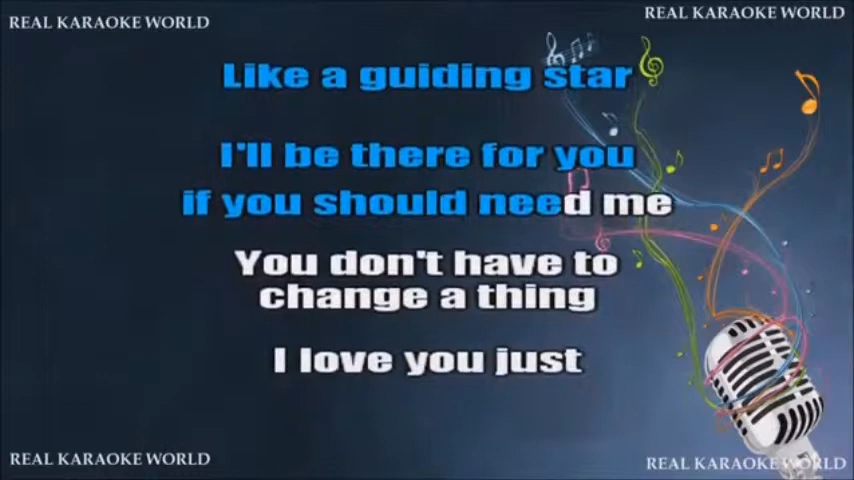 REAL KARAOKE WORLD
REAL KARAOKE WORLD
Like a guiding star
I'll be there for you
if you should need me
You don't have to
change a thing
I love you just
REAL KARAOKE WORLD
REAL KARAOKE WORLD